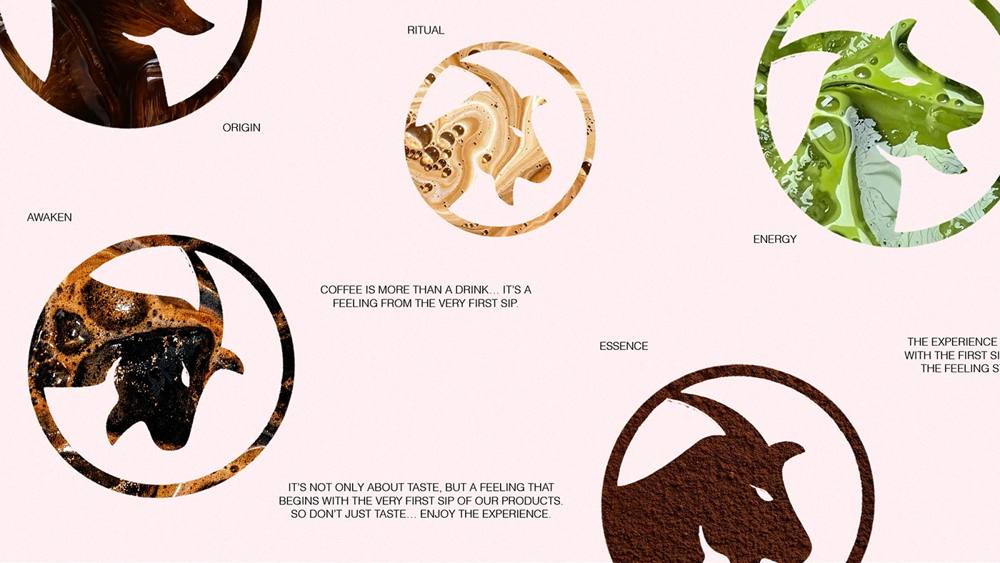 RITUAL
ORIGIN
AWAKEN
ENERGY
COFFEE IS MORE THAN A DRINK... IT'S A
FEELING FROM THE VERY FIRST SIP.
ESSENCE
THE EXPERIENCE
WITH THE FIRST
THE FEELING
IT'S NOT ONLY ABOUT TASTE, BUT A FEELING THAT
BEGINS WITH THE VERY FIRST SIP OF OUR PRODUCTS.
SO DON'T JUST TASTE... ENJOY THE EXPERIENCE.